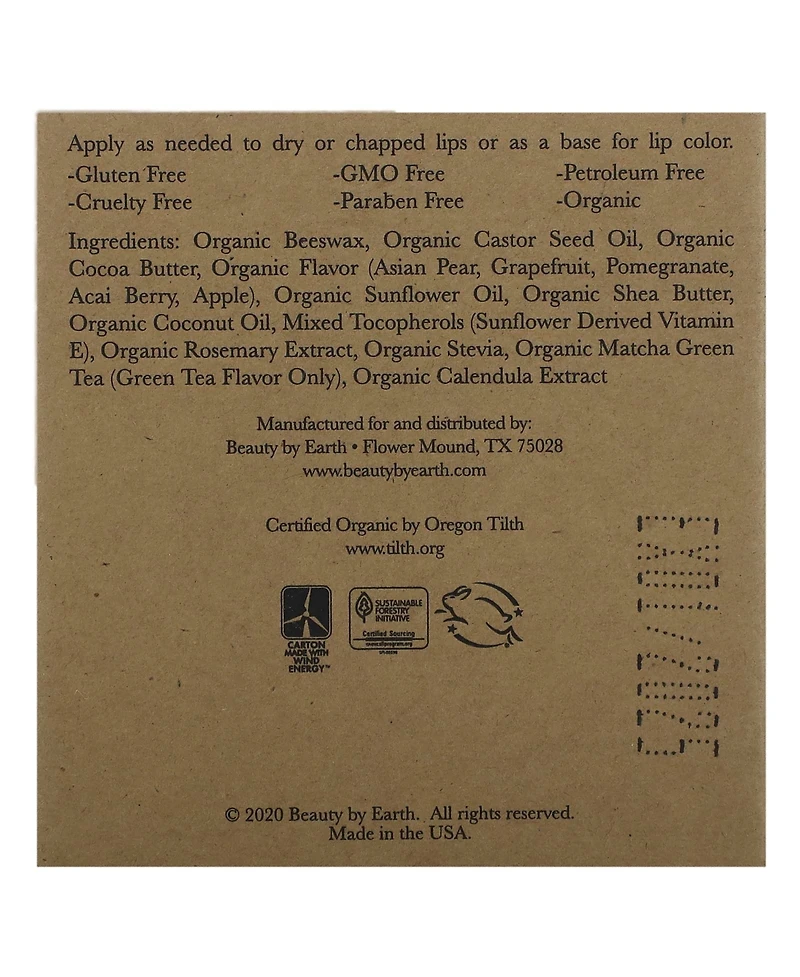 Apply as needed to dry or chapped lips or as a base for lip color.
-Gluten Free -GMO Free -Petroleum Free
-Cruelty Free -Paraben Free -Organic
Ingredients: Organic Beeswax, Organic Castor Seed Oil, Organic
Cocoa Butter, Organic Flavor (Asian Pear, Grapefruit, Pomegranate,
Acai Berry, Apple), Organic Sunflower Oil, Organic Shea Butter,
Organic Coconut Oil, Mixed Tocopherols (Sunflower Derived Vitamin
E), Organic Rosemary Extract, Organic Stevia, Organic Matcha Green
Tea (Green Tea Flavor Only), Organic Calendula Extract
Manufactured for and distributed by:
Beauty by Earth • Flower Mound, TX 75028
www.beautybyearth.com
Certified Organic by Oregon Tilth
www.tilth.org
CARTON
MADE WITH
WIND
ENERGY™
SUSTAINABLE
FORESTRY
INITIATIVE
Certified Sourcing
www.sfiprogram.org
© 2020 Beauty by Earth. All rights reserved.
Made in the USA.